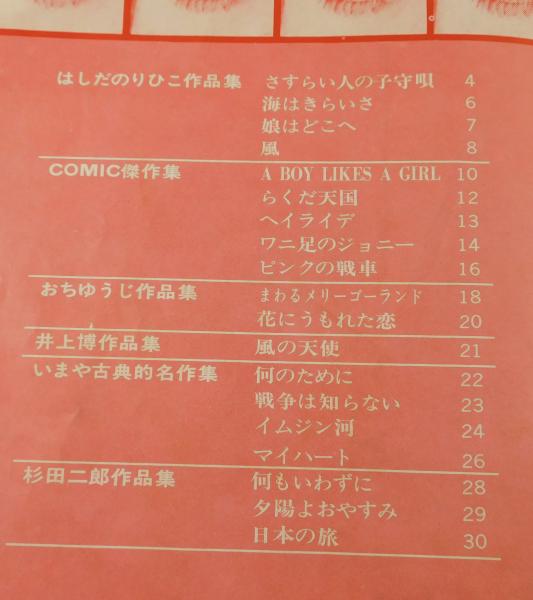 はしだのりひこ作品集 さすらい人の子守唄 4
海はきらいさ 6
娘はどこへ 7
風 8
COMIC傑作集 A BOY LIKES A GIRL 10
らくだ天国 12
ヘイライデ 13
ワニ足のジョニー 14
ピンクの戦車 16
おちゆうじ作品集 まわるメリーゴーランド 18
花にうもれた恋 20
井上博作品集 風の天使 21
いまや古典的名作集 何のために 22
戦争は知らない 23
イムジン河 24
マイハート 26
杉田二郎作品集 何もいわずに 28
夕陽よおやすみ 29
日本の旅 30